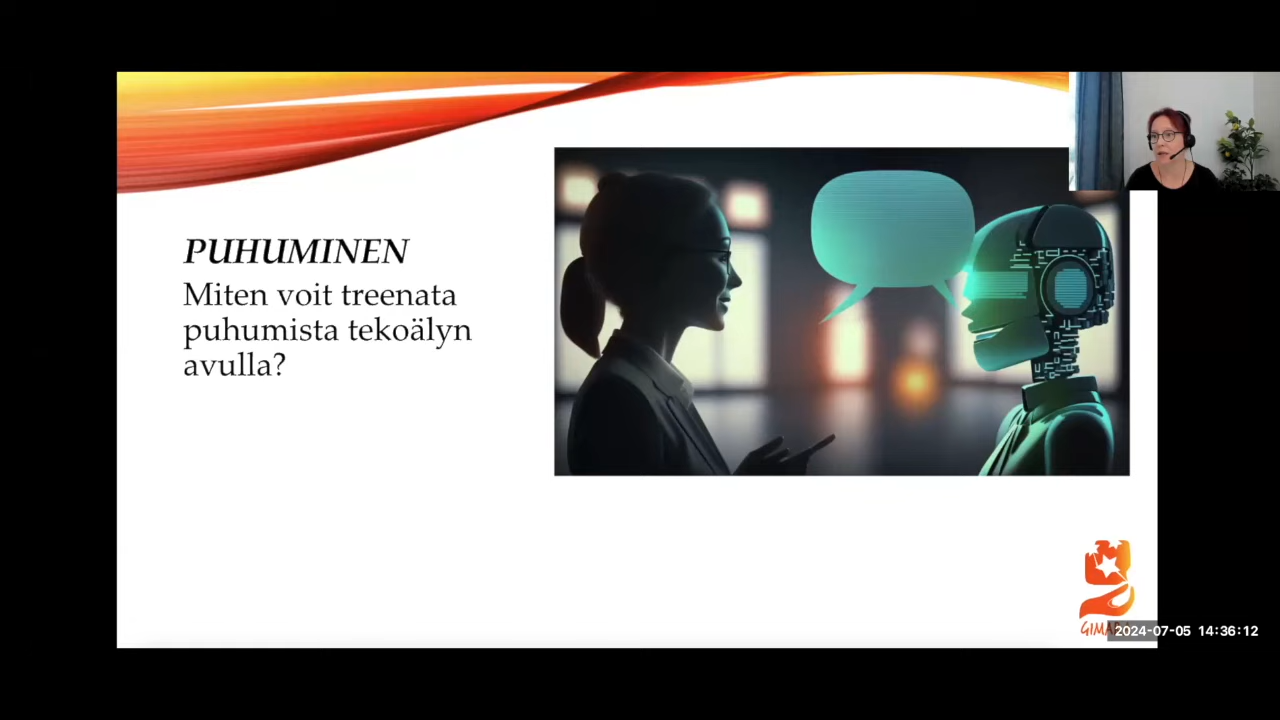 PUHUMINEN
Miten voit treenata
puhumista tekoälyn
avulla?
2024-07-05 14:36:12